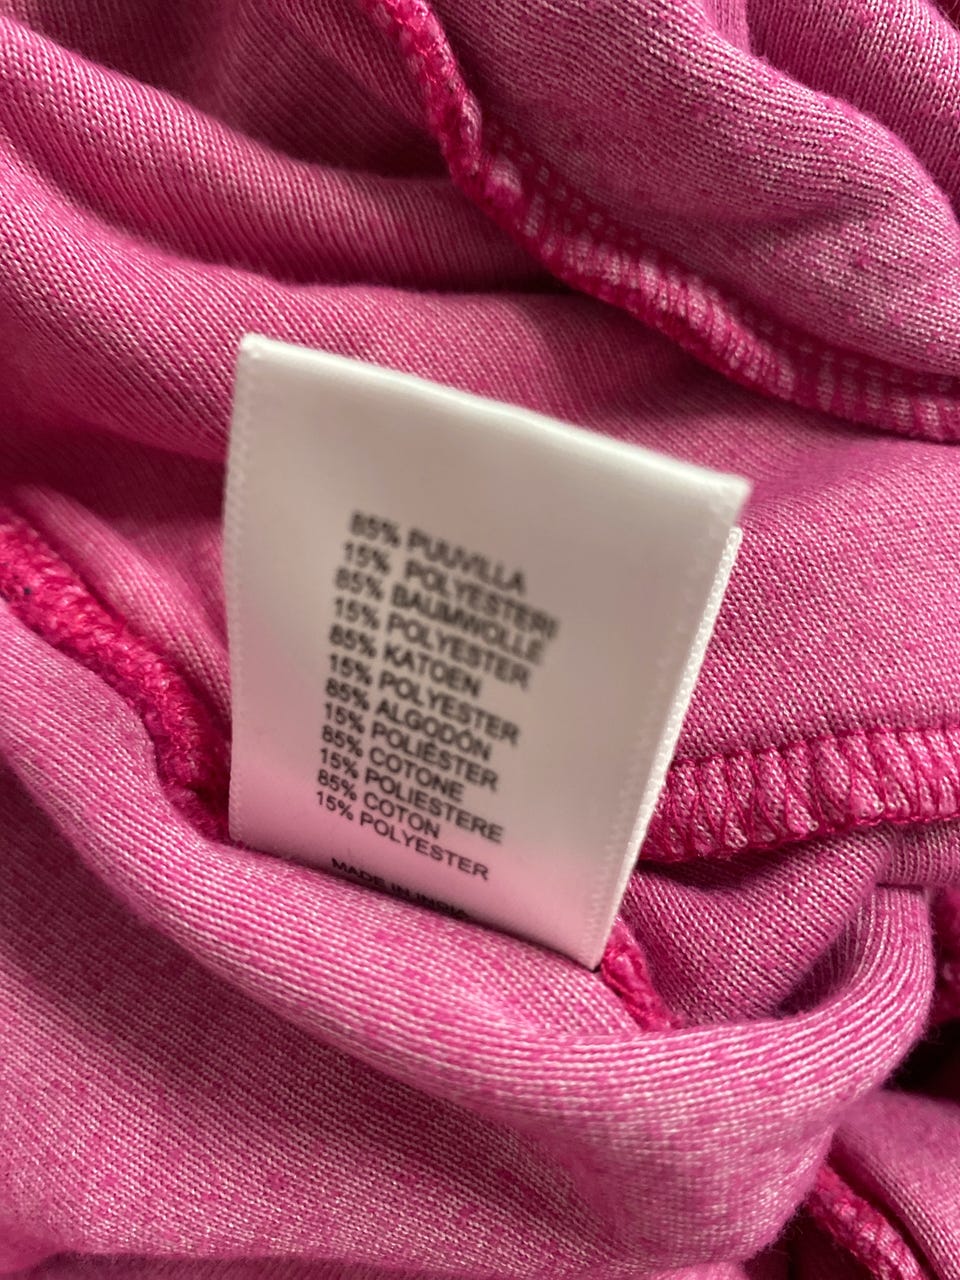 85% PUUVILLA
15% POLYESTERI
85% BAUMWOLLE
15% POLYESTER
85% KATOEN
15% POLYESTER
85% ALGODÓN
15% POLIÉSTER
85% COTONE
15% POLIESTERE
85% COTON
15% POLYESTER
MADE IN INDIA